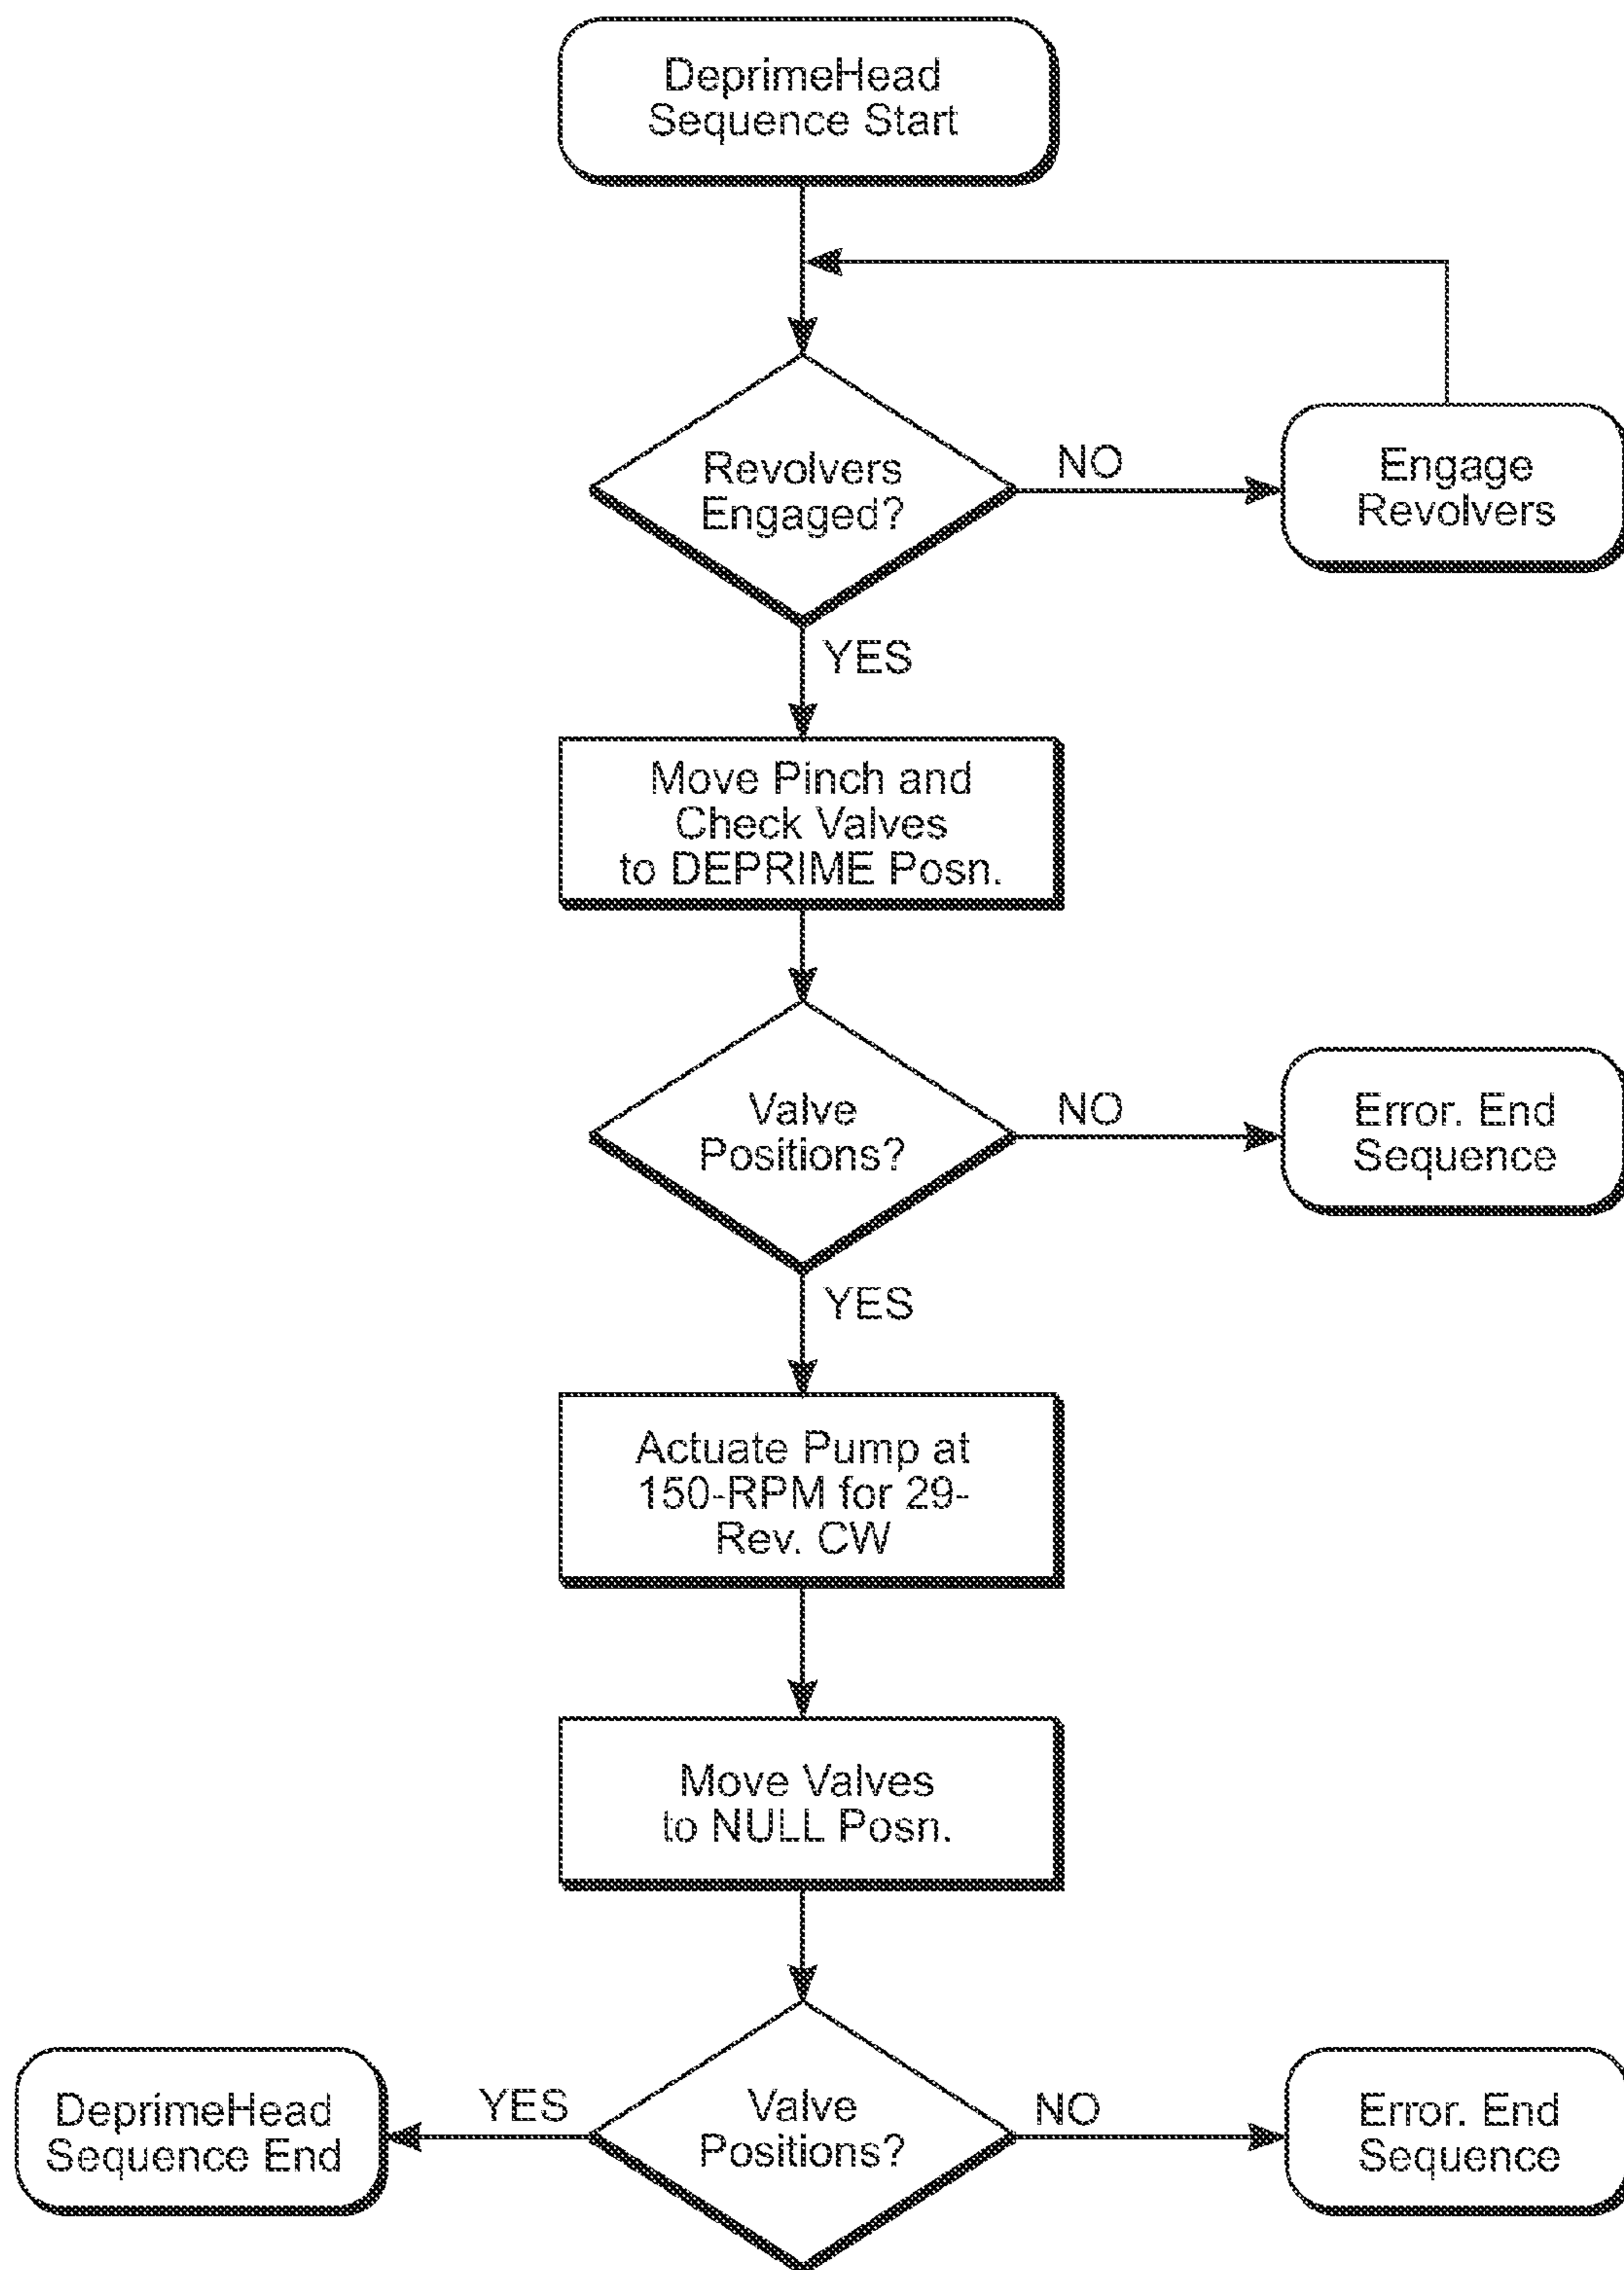 DeprimeHead
Sequence Start
Revolvers
Engaged?
NO
Engage
Revolvers
YES
Move Pinch and
Check Valves
to DEPRIME Posn.
Valve
Positions?
NO
Error. End
Sequence
YES
Actuate Pump at
150-RPM for 29-
Rev. CW
Move Valves
to NULL Posn.
DeprimeHead
Sequence End
YES
Valve
Positions?
NO
Error. End
Sequence